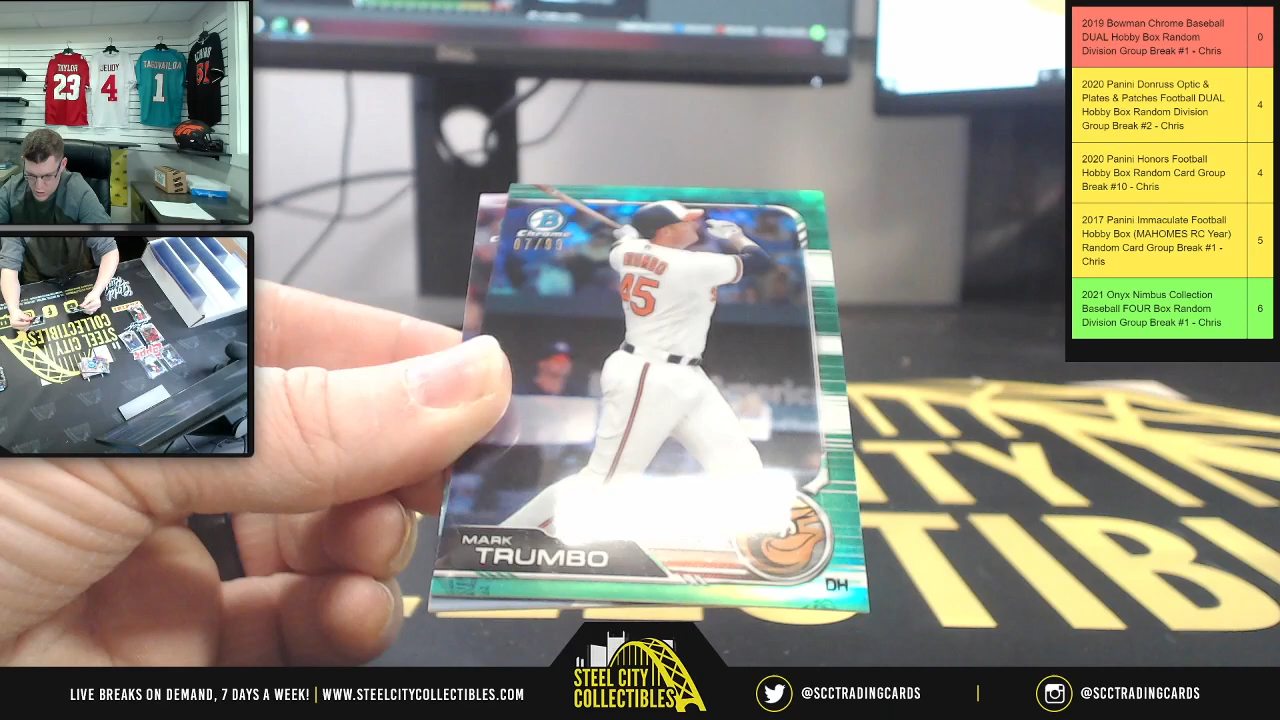 TAYLOR
23
JEUDY
4
TAGOVAILOA
1
51
2019 Bowman Chrome Baseball
DUAL Hobby Box Random
Division Group Break #1 - Chris
0
2020 Panini Donruss Optic &
Plates & Patches Football DUAL
Hobby Box Random Division
Group Break #2 - Chris
4
2020 Panini Honors Football
Hobby Box Random Card Group
Break #10 - Chris
4
2017 Panini Immaculate Football
Hobby Box (MAHOMES RC Year)
Random Card Group Break #1 -
Chris
5
2021 Onyx Nimbus Collection
Baseball FOUR Box Random
Division Group Break #1 - Chris
6
B
Chrome
07/99
TRUMBO
45
MARK
TRUMBO
DH
STEEL CITY
COLLECTIBLES
LIVE BREAKS ON DEMAND, 7 DAYS A WEEK! | WWW.STEELCITYCOLLECTIBLES.COM
STEEL CITY
COLLECTIBLES
@SCCTRADINGCARDS
@SCCTRADINGCARDS